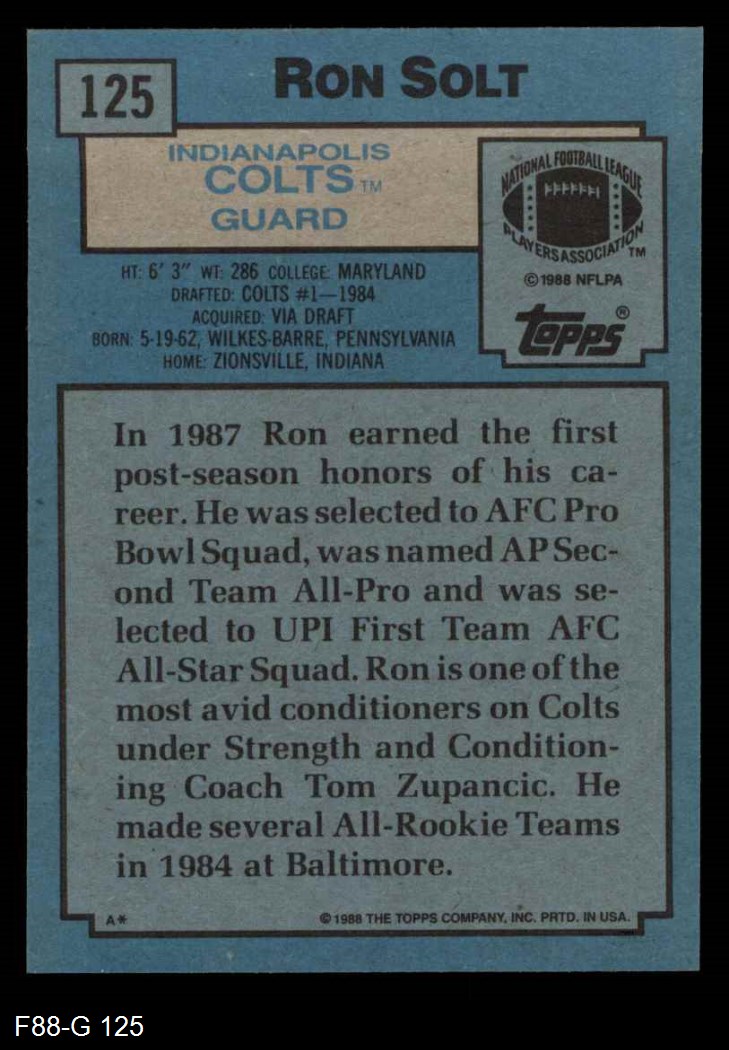 125
RON SOLT
INDIANAPOLIS
COLTS TM
GUARD
NATIONAL FOOTBALL LEAGUE
PLAYERS ASSOCIATION TM
©1988 NFLPA
topps®
HT: 6' 3" WT: 286 COLLEGE: MARYLAND
DRAFTED: COLTS #1—1984
ACQUIRED: VIA DRAFT
BORN: 5-19-62, WILKES-BARRE, PENNSYLVANIA
HOME: ZIONSVILLE, INDIANA
In 1987 Ron earned the first
post-season honors of his ca-
reer. He was selected to AFC Pro
Bowl Squad, was named AP Sec-
ond Team All-Pro and was se-
lected to UPI First Team AFC
All-Star Squad. Ron is one of the
most avid conditioners on Colts
under Strength and Condition-
ing Coach Tom Zupancic. He
made several All-Rookie Teams
in 1984 at Baltimore.
A*
©1988 THE TOPPS COMPANY, INC. PRTD. IN USA.
F88-G 125